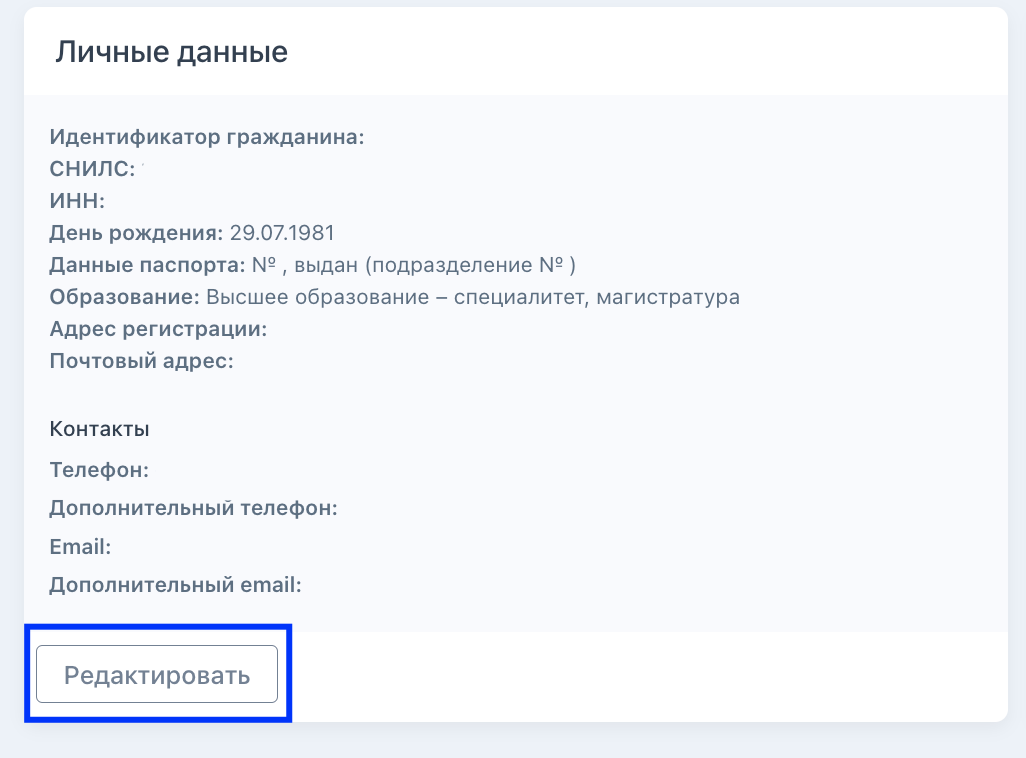 Личные данные
Идентификатор гражданина:
СНИЛС:
ИНН:
День рождения: 29.07.1981
Данные паспорта: № , выдан (подразделение № )
Образование: Высшее образование – специалитет, магистратура
Адрес регистрации:
Почтовый адрес:
Контакты
Телефон:
Дополнительный телефон:
Email:
Дополнительный email:
Редактировать